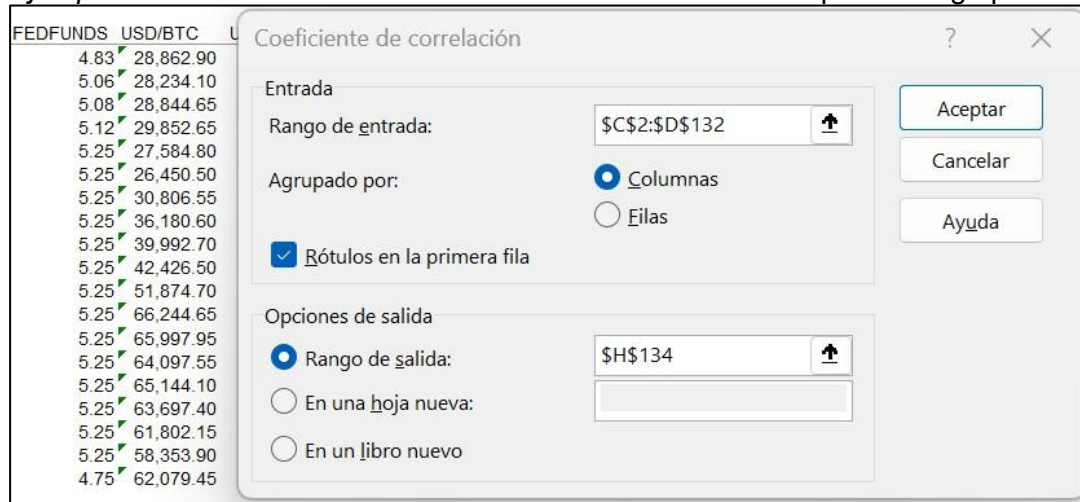 FEDFUNDS USD/BTC U
4.83 28,862.90
5.06 28,234.10
5.08 28,844.65
5.12 29,852.65
5.25 27,584.80
5.25 26,450.50
5.25 30,806.55
5.25 36,180.60
5.25 39,992.70
5.25 42,426.50
5.25 51,874.70
5.25 66,244.65
5.25 65,997.95
5.25 64,097.55
5.25 65,144.10
5.25 63,697.40
5.25 61,802.15
5.25 58,353.90
4.75 62,079.45
Coeficiente de correlación ? ×
Entrada
Rango de entrada: $C$2:$D$132
Agrupado por: Columnas
Filas
Rótulos en la primera fila
Opciones de salida
Rango de salida: $H$134
En una hoja nueva:
En un libro nuevo
Aceptar
Cancelar
Ayuda